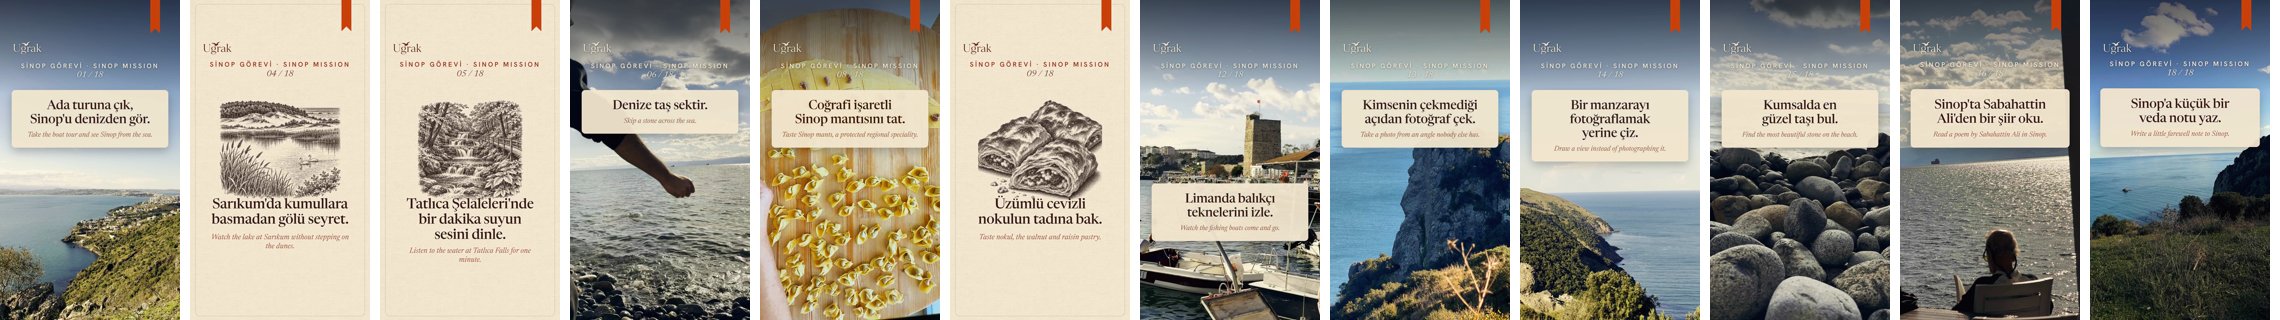 Uğrak
SİNOP GÖREVİ · SINOP MISSION
01 / 18
Ada turuna çık,
Sinop'u denizden gör.
Take the boat tour and see Sinop from the sea.
Uğrak
SİNOP GÖREVİ · SINOP MISSION
04 / 18
Sarıkum'da kumullara
basmadan gölü seyret.
Watch the lake at Sarıkum without stepping on
the dunes.
Uğrak
SİNOP GÖREVİ · SINOP MISSION
05 / 18
Tatlıca Şelaleleri'nde
bir dakika suyun
sesini dinle.
Listen to the water at Tatlıca Falls for one
minute.
Uğrak
SİNOP GÖREVİ · SINOP MISSION
06 / 18
Denize taş sektir.
Skip a stone across the sea.
Uğrak
SİNOP GÖREVİ · SINOP MISSION
08 / 18
Coğrafi işaretli
Sinop mantısını tat.
Taste Sinop mantı, a protected regional speciality.
Uğrak
SİNOP GÖREVİ · SINOP MISSION
09 / 18
Üzümlü cevizli
nokulun tadına bak.
Taste nokul, the walnut and raisin pastry.
Uğrak
SİNOP GÖREVİ · SINOP MISSION
12 / 18
Limanda balıkçı
teknelerini izle.
Watch the fishing boats come and go.
Uğrak
SİNOP GÖREVİ · SINOP MISSION
/ 18
Kimsenin çekmediği
açıdan fotoğraf çek.
Take a photo from an angle nobody else has.
Uğrak
SİNOP GÖREVİ · SINOP MISSION
14 / 18
Bir manzarayı
fotoğraflamak
yerine çiz.
Draw a view instead of photographing it.
Uğrak
SİNOP GÖREVİ · SINOP MISSION
/ 18
Kumsalda en
güzel taşı bul.
Find the most beautiful stone on the beach.
Uğrak
SİNOP GÖREVİ · SINOP MISSION
16 / 18
Sinop'ta Sabahattin
Ali'den bir şiir oku.
Read a poem by Sabahattin Ali in Sinop.
Uğrak
SİNOP GÖREVİ · SINOP MISSION
18 / 18
Sinop'a küçük bir
veda notu yaz.
Write a little farewell note to Sinop.